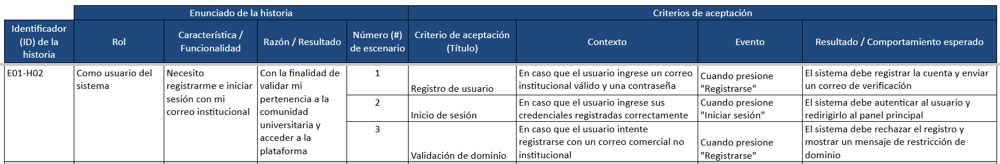 Enunciado de la historia
Criterios de aceptación
Identificador
(ID) de la
historia
Rol
Característica /
Funcionalidad
Razón / Resultado
Número (#)
de escenario
Criterio de aceptación
(Título)
Contexto
Evento
Resultado / Comportamiento esperado
E01-H02
Como usuario del
sistema
Necesito
registrarme e iniciar
sesión con mi
correo institucional
Con la finalidad de
validar mi
pertenencia a la
comunidad
universitaria y
acceder a la
plataforma
1
Registro de usuario
En caso que el usuario ingrese un correo
institucional válido y una contraseña
Cuando presione
"Registrarse"
El sistema debe registrar la cuenta y enviar
un correo de verificación
2
Inicio de sesión
En caso que el usuario ingrese sus
credenciales registradas correctamente
Cuando presione
"Iniciar sesión"
El sistema debe autenticar al usuario y
redirigirlo al panel principal
3
Validación de dominio
En caso que el usuario intente
registrarse con un correo comercial no
institucional
Cuando presione
"Registrarse"
El sistema debe rechazar el registro y
mostrar un mensaje de restricción de
dominio